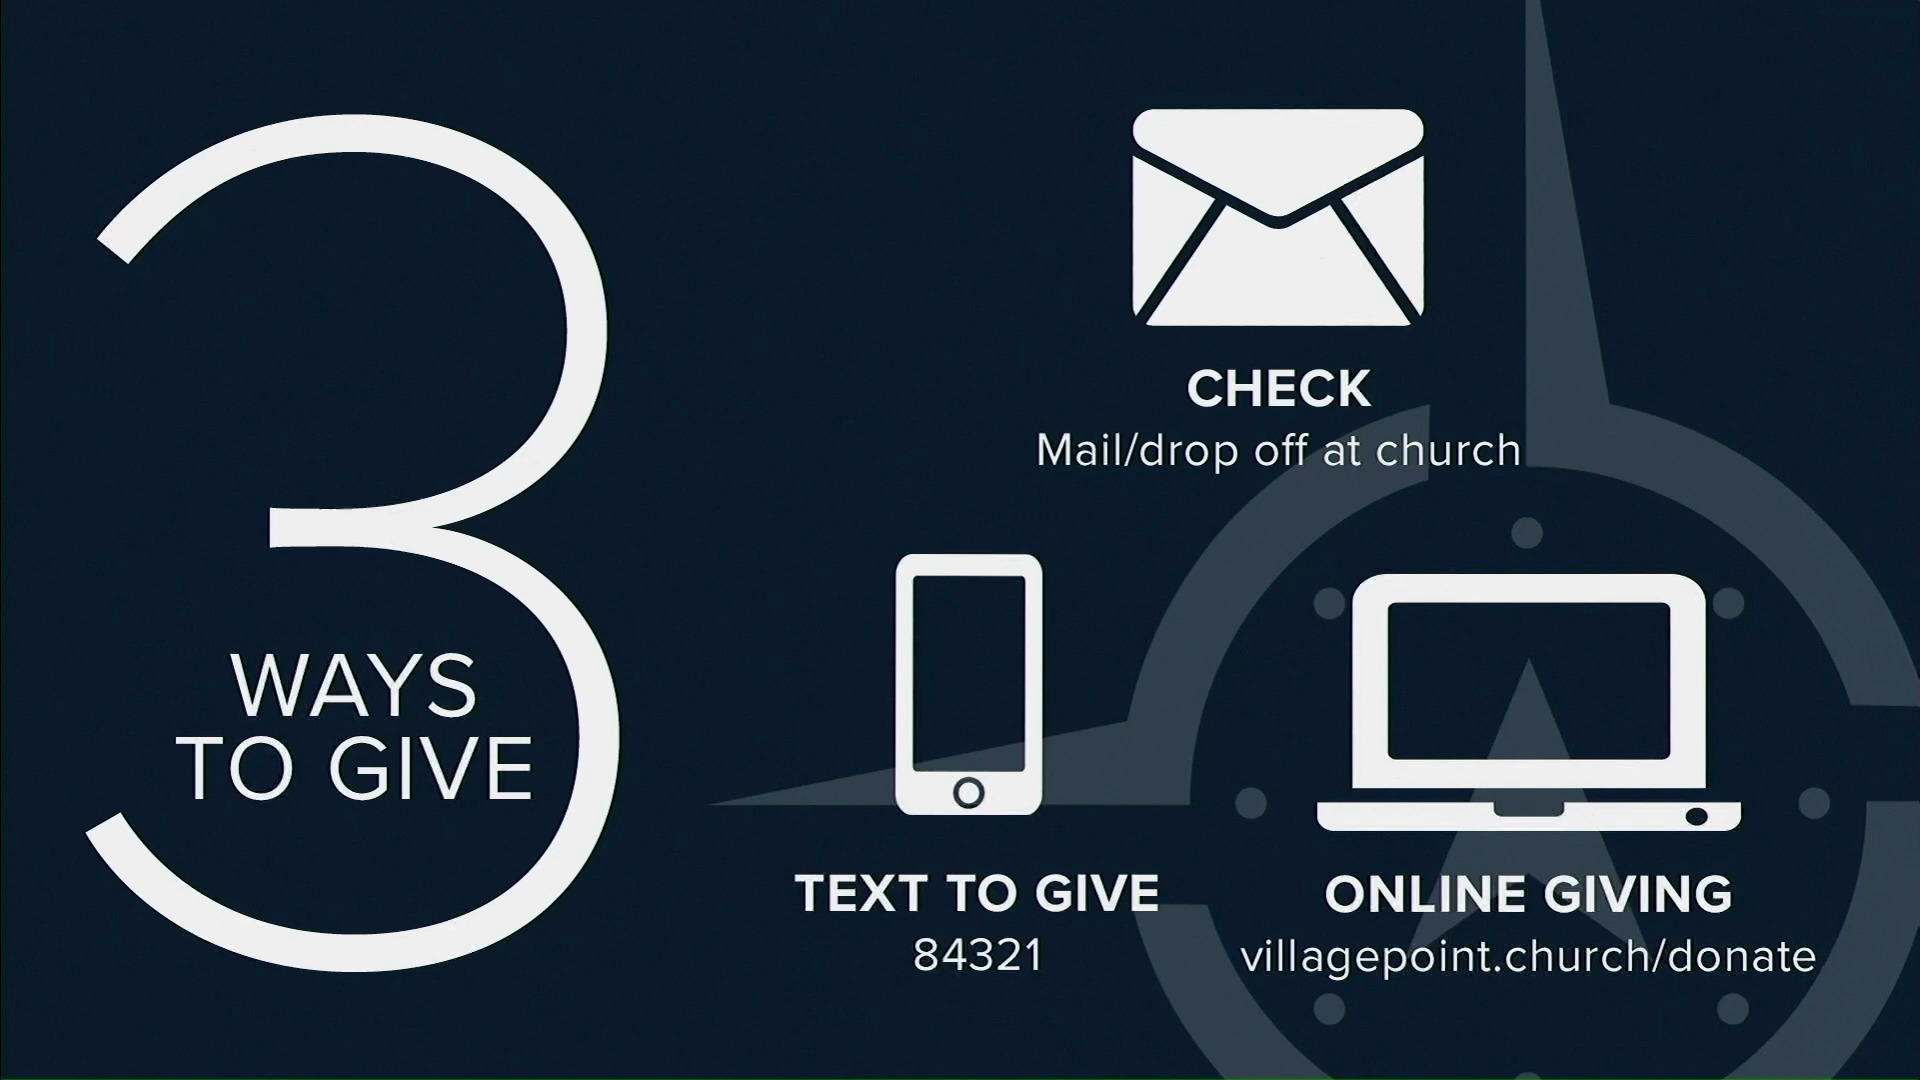 3
WAYS
TO GIVE
CHECK
Mail/drop off at church
TEXT TO GIVE
84321
ONLINE GIVING
villagepoint.church/donate